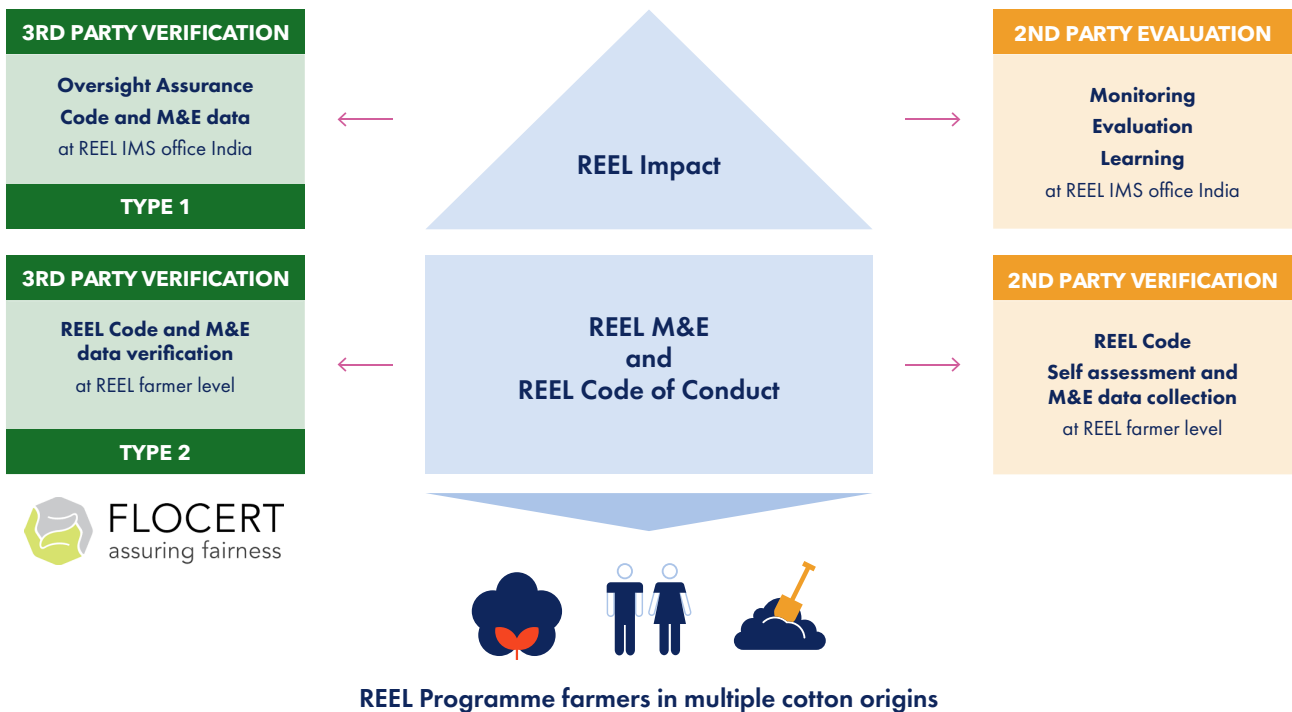 3RD PARTY VERIFICATION
Oversight Assurance
Code and M&E data
at REEL IMS office India
TYPE 1
REEL Impact
2ND PARTY EVALUATION
Monitoring
Evaluation
Learning
at REEL IMS office India
3RD PARTY VERIFICATION
REEL Code and M&E
data verification
at REEL farmer level
TYPE 2
REEL M&E
and
REEL Code of Conduct
2ND PARTY VERIFICATION
REEL Code
Self assessment and
M&E data collection
at REEL farmer level
FLOCERT
assuring fairness
REEL Programme farmers in multiple cotton origins